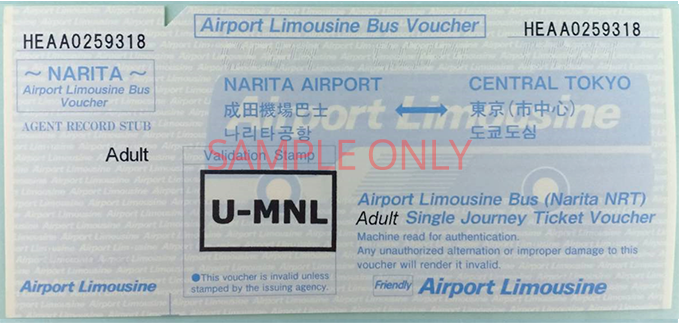 HEAA0259318
~ NARITA ~
Airport Limousine Bus
Voucher
AGENT RECORD STUB
Adult
Airport Limousine
Airport Limousine Bus Voucher
HEAA0259318
NARITA AIRPORT
CENTRAL TOKYO
成田機場巴士
東京(市中心)
나리타공항
도쿄도심
Airport Limousine
SAMPLE ONLY
Validation Stamp
U-MNL
●This voucher is invalid unless
stamped by the issuing agency.
Airport Limousine Bus (Narita NRT)
Adult Single Journey Ticket Voucher
Machine read for authentication.
Any unauthorized alternation or improper damage to this
voucher will render it invalid.
Friendly Airport Limousine